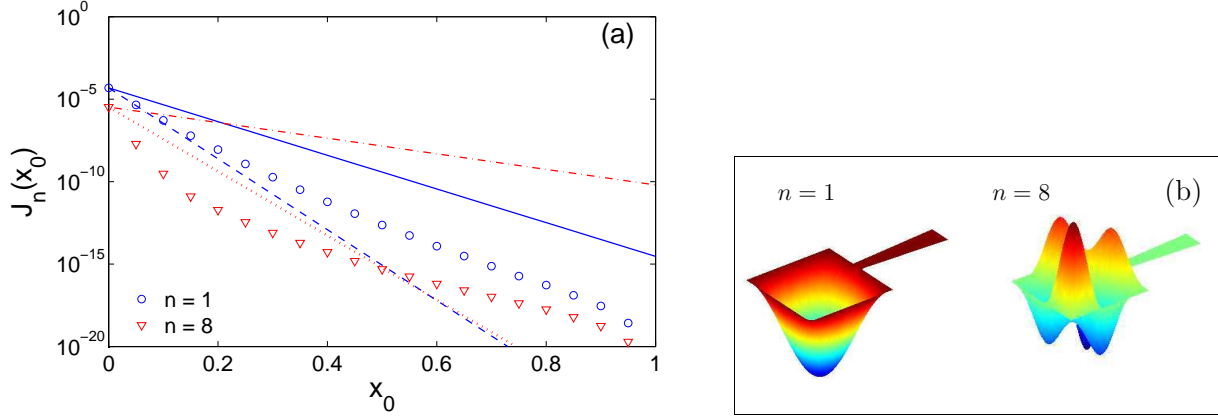 (a)
J_n(x_0)
10^0
10^-5
10^-10
10^-15
10^-20
n = 1
n = 8
0 0.2 0.4 0.6 0.8 1
x_0
n = 1 n = 8 (b)